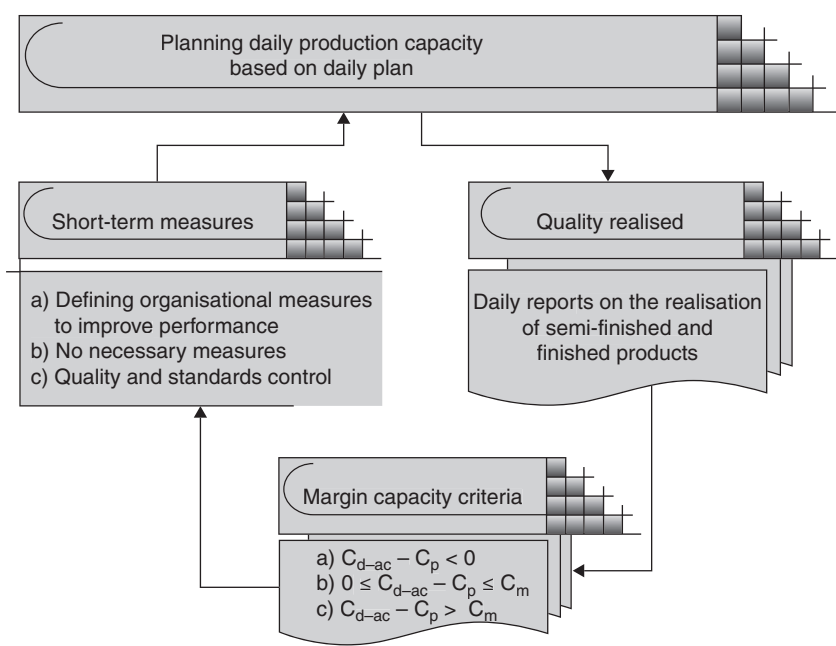 Planning daily production capacity
based on daily plan
Short-term measures
Quality realised
a) Defining organisational measures
to improve performance
b) No necessary measures
c) Quality and standards control
Daily reports on the realisation
of semi-finished and
finished products
Margin capacity criteria
a) Cd–ac – Cp < 0
b) 0 ≤ Cd–ac – Cp ≤ Cm
c) Cd–ac – Cp > Cm